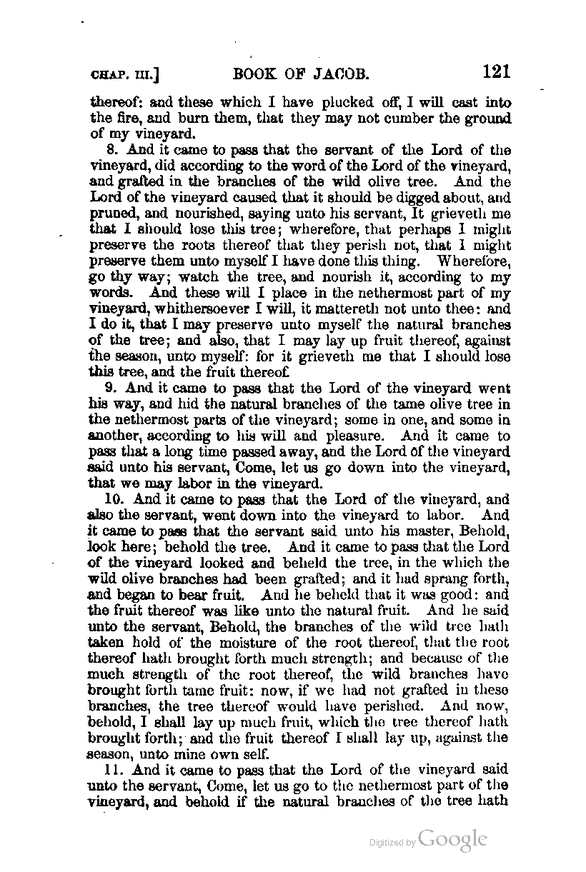 CHAP. III.] BOOK OF JACOB. 121
thereof: and these which I have plucked off, I will cast into
the fire, and burn them, that they may not cumber the ground
of my vineyard.
8. And it came to pass that the servant of the Lord of the
vineyard, did according to the word of the Lord of the vineyard,
and grafted in the branches of the wild olive tree. And the
Lord of the vineyard caused that it should be digged about, and
pruned, and nourished, saying unto his servant, It grieveth me
that I should lose this tree; wherefore, that perhaps I might
preserve the roots thereof that they perish not, that I might
preserve them unto myself I have done this thing. Wherefore,
go thy way; watch the tree, and nourish it, according to my
words. And these will I place in the nethermost part of my
vineyard, whithersoever I will, it mattereth not unto thee: and
I do it, that I may preserve unto myself the natural branches
of the tree; and also, that I may lay up fruit thereof, against
the season, unto myself: for it grieveth me that I should lose
this tree, and the fruit thereof.
9. And it came to pass that the Lord of the vineyard went
his way, and hid the natural branches of the tame olive tree in
the nethermost parts of the vineyard; some in one, and some in
another, according to his will and pleasure. And it came to
pass that a long time passed away, and the Lord of the vineyard
said unto his servant, Come, let us go down into the vineyard,
that we may labor in the vineyard.
10. And it came to pass that the Lord of the vineyard, and
also the servant, went down into the vineyard to labor. And
it came to pass that the servant said unto his master, Behold,
look here; behold the tree. And it came to pass that the Lord
of the vineyard looked and beheld the tree, in the which the
wild olive branches had been grafted; and it had sprang forth,
and began to bear fruit. And he beheld that it was good: and
the fruit thereof was like unto the natural fruit. And he said
unto the servant, Behold, the branches of the wild tree hath
taken hold of the moisture of the root thereof, that the root
thereof hath brought forth much strength; and because of the
much strength of the root thereof, the wild branches have
brought forth tame fruit: now, if we had not grafted in these
branches, the tree thereof would have perished. And now,
behold, I shall lay up much fruit, which the tree thereof hath
brought forth; and the fruit thereof I shall lay up, against the
season, unto mine own self.
11. And it came to pass that the Lord of the vineyard said
unto the servant, Come, let us go to the nethermost part of the
vineyard, and behold if the natural branches of the tree hath
Digitized by Google